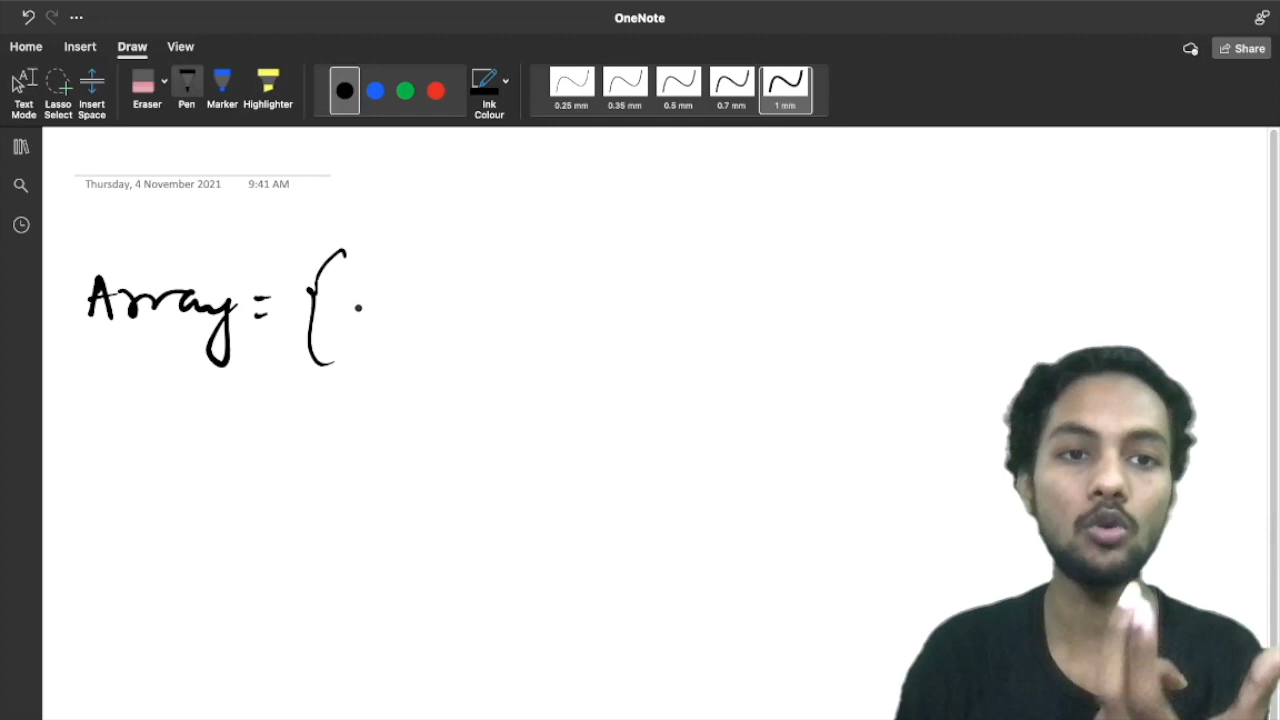 OneNote
Home Insert Draw View Share
Text Mode Lasso Select Insert Space Eraser Pen Marker Highlighter Ink Colour 0.25 mm 0.35 mm 0.5 mm 0.7 mm 1 mm
Thursday, 4 November 2021 9:41 AM
Array = {